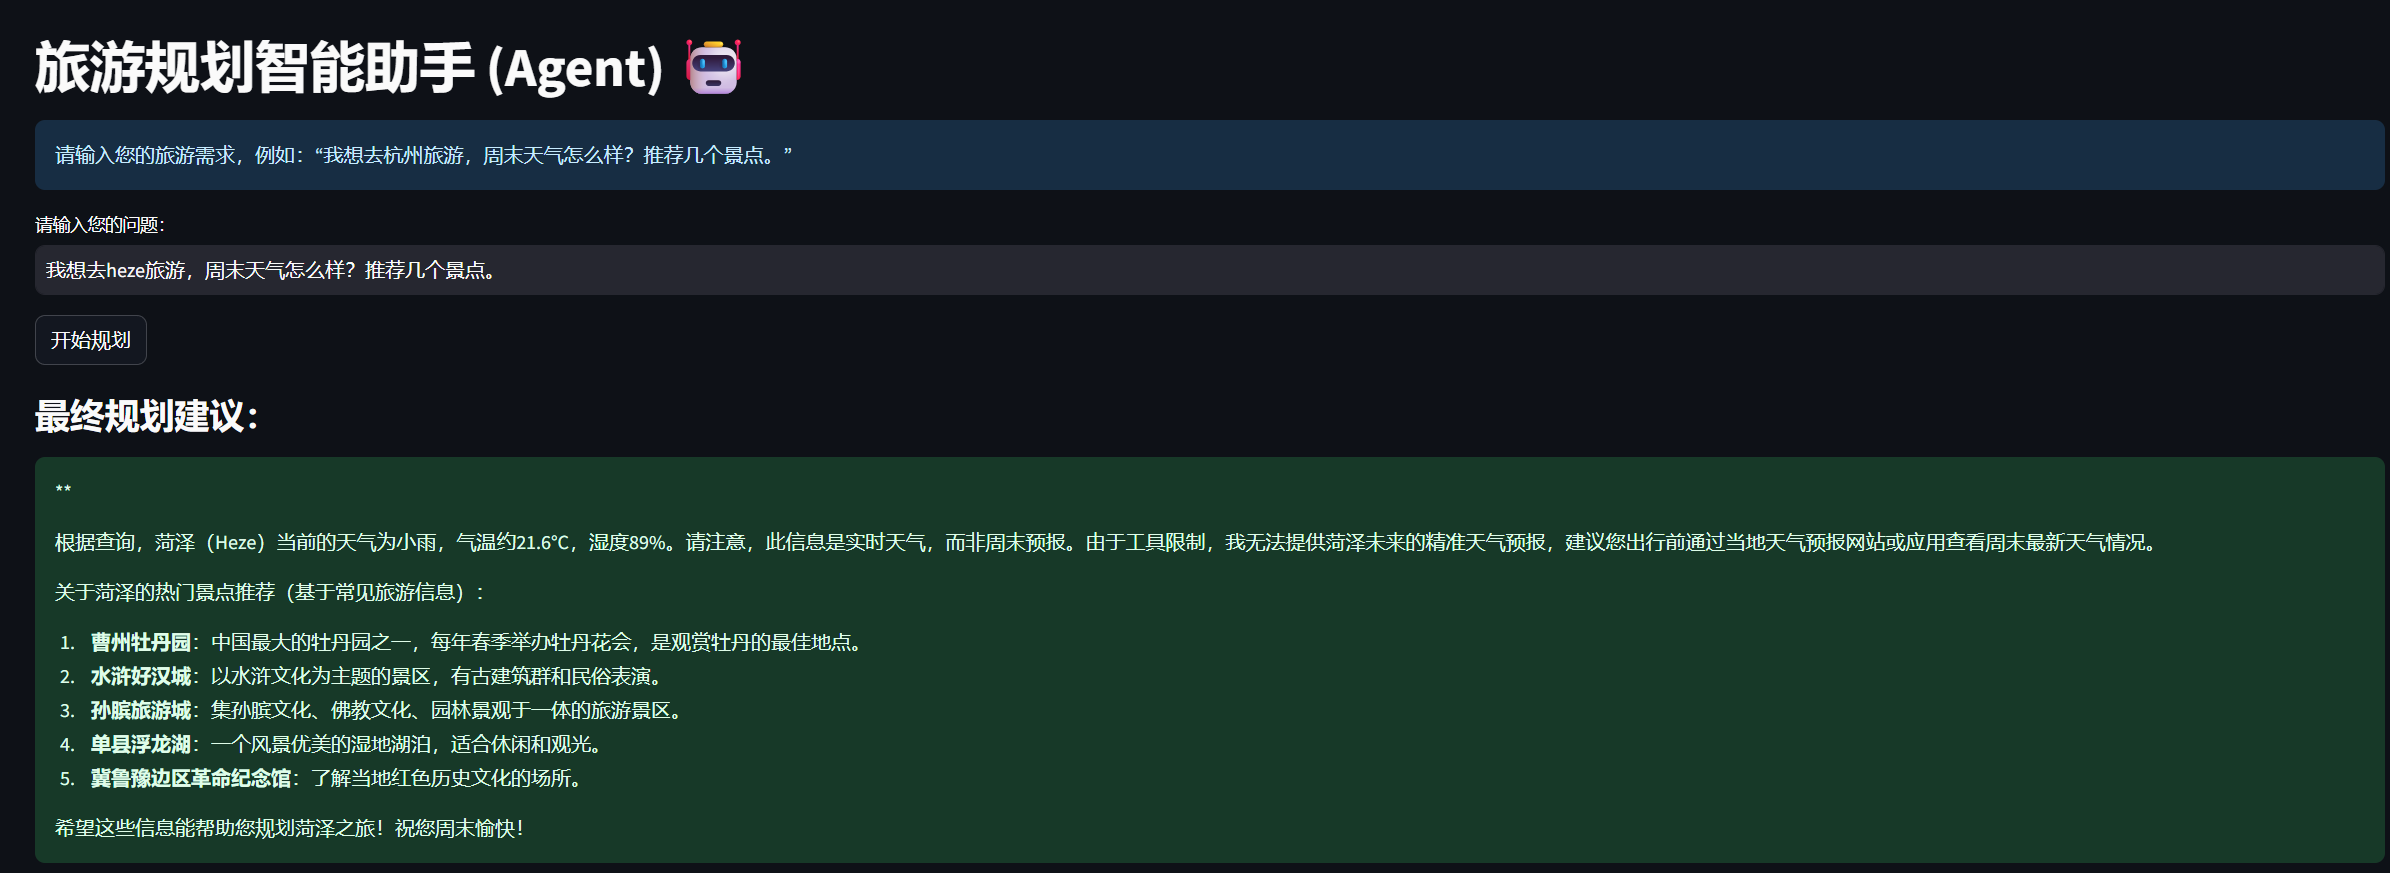 旅游规划智能助手 (Agent)
请输入您的旅游需求，例如：“我想去杭州旅游，周末天气怎么样？推荐几个景点。”
请输入您的问题：
我想去heze旅游，周末天气怎么样？推荐几个景点。
开始规划
最终规划建议：
**
根据查询，菏泽（Heze）当前的天气为小雨，气温约21.6°C，湿度89%。请注意，此信息是实时天气，而非周末预报。由于工具限制，我无法提供菏泽未来的精准天气预报，建议您出行前通过当地天气预报网站或应用查看周末最新天气情况。
关于菏泽的热门景点推荐（基于常见旅游信息）：
1. 曹州牡丹园：中国最大的牡丹园之一，每年春季举办牡丹花会，是观赏牡丹的最佳地点。
2. 水浒好汉城：以水浒文化为主题的景区，有古建筑群和民俗表演。
3. 孙膑旅游城：集孙膑文化、佛教文化、园林景观于一体的旅游景区。
4. 单县浮龙湖：一个风景优美的湿地湖泊，适合休闲和观光。
5. 冀鲁豫边区革命纪念馆：了解当地红色历史文化的场所。
希望这些信息能帮助您规划菏泽之旅！祝您周末愉快！